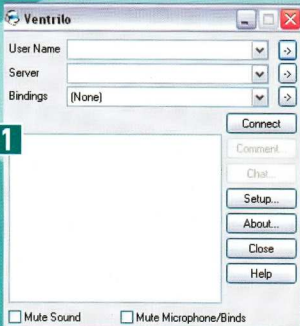 Ventrilo
User Name
->
Server
->
Bindings (None)
->
Connect
1
Comment...
Chat...
Setup...
About...
Close
Help
Mute Sound Mute Microphone/Binds